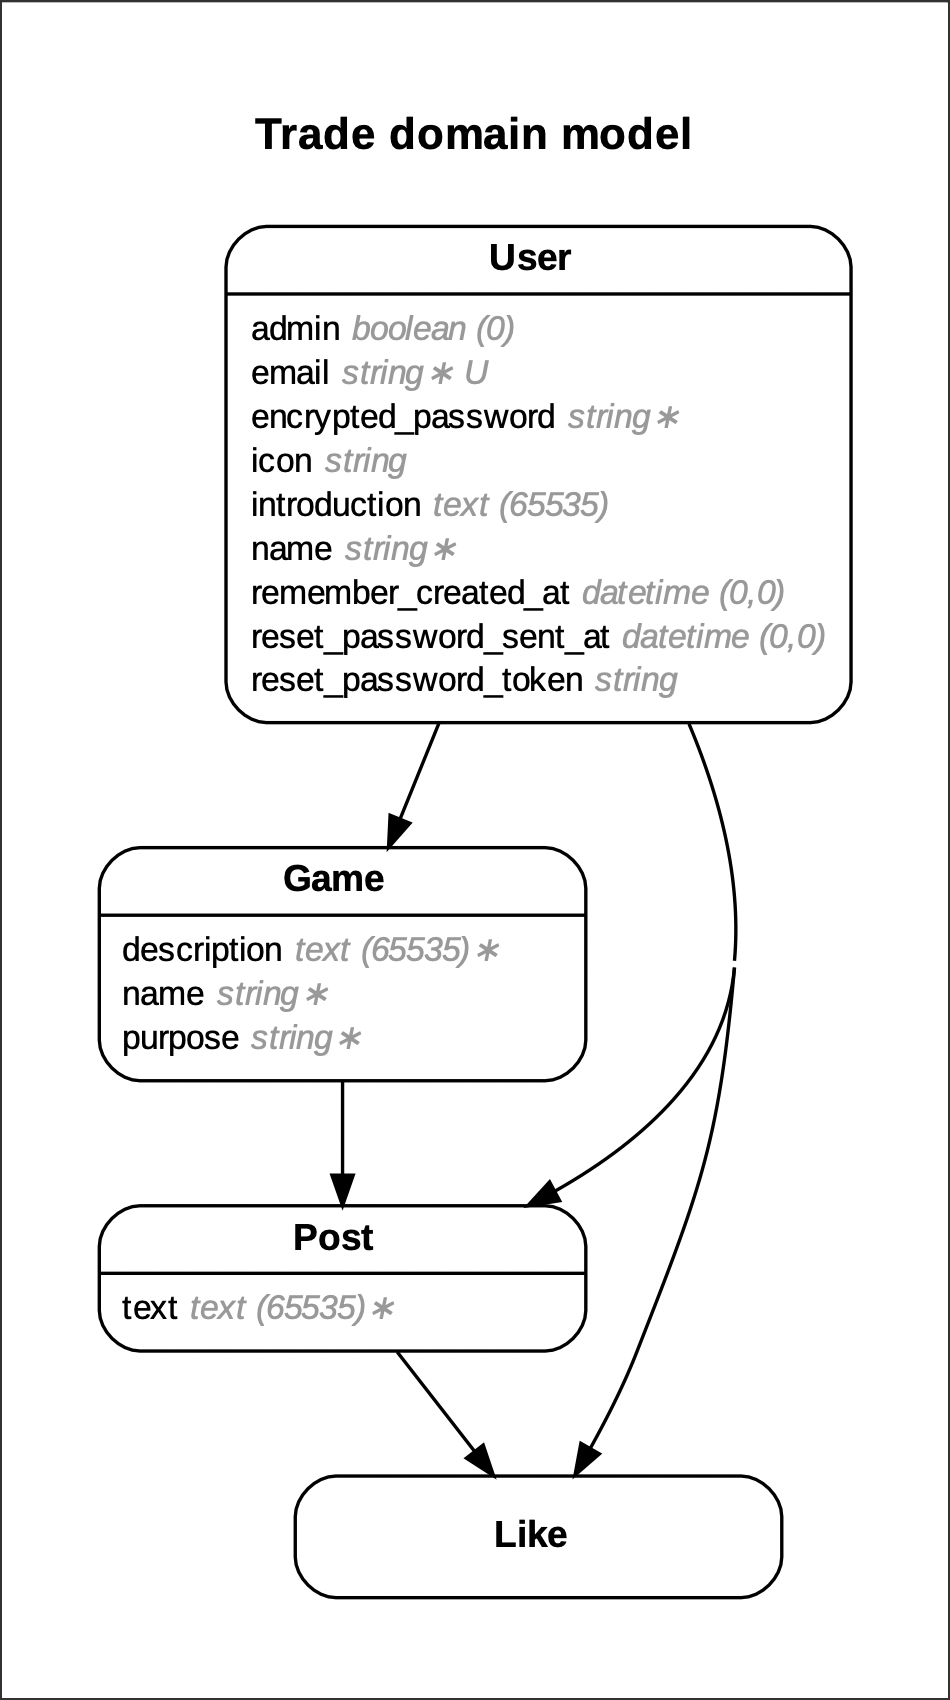 Trade domain model
User
admin boolean (0)
email string ∗ U
encrypted_password string ∗
icon string
introduction text (65535)
name string ∗
remember_created_at datetime (0,0)
reset_password_sent_at datetime (0,0)
reset_password_token string
Game
description text (65535) ∗
name string ∗
purpose string ∗
Post
text text (65535) ∗
Like